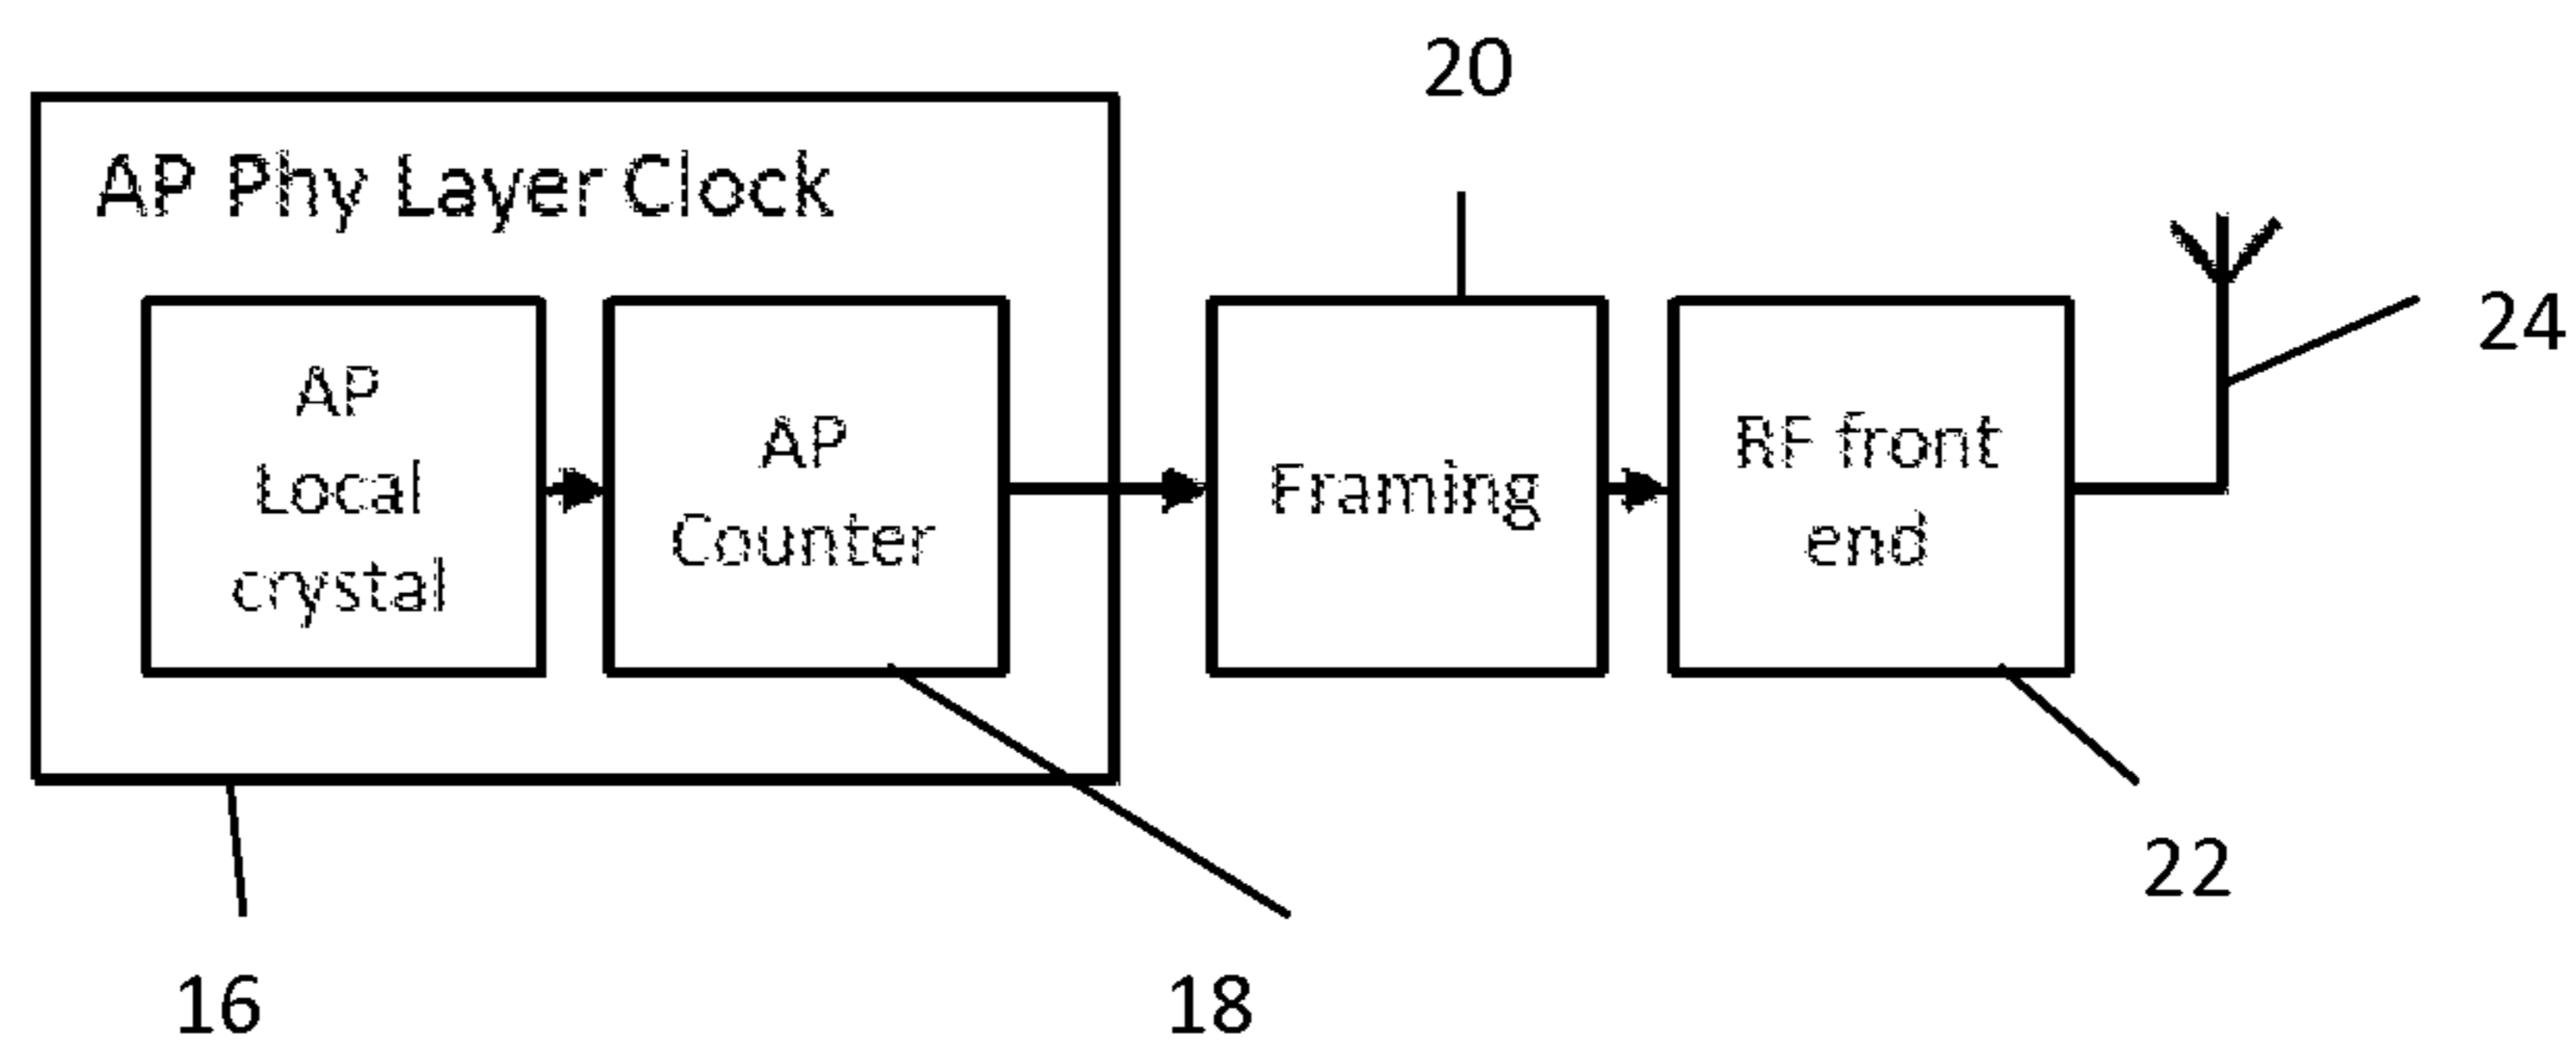 20
AP Phy Layer Clock
24
AP
Local
crystal
AP
Counter
Framing
RF front
end
22
16
18